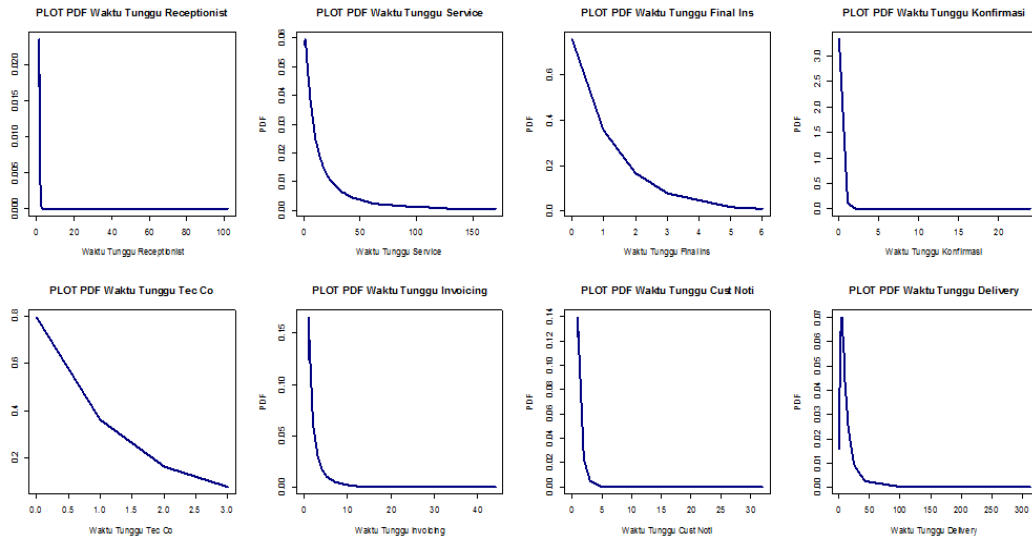 PLOT PDF Waktu Tunggu Receptionist
0.020
0.015
0.010
0.005
0.000
0 20 40 60 80 100
Waktu Tunggu Receptionist
PLOT PDF Waktu Tunggu Service
PDF
0.06
0.05
0.04
0.03
0.02
0.01
0.00
0 50 100 150
Waktu Tunggu Service
PLOT PDF Waktu Tunggu Final Ins
PDF
0.6
0.4
0.2
0.0
0 1 2 3 4 5 6
Waktu Tunggu FinalIns
PLOT PDF Waktu Tunggu Konfirmasi
PDF
3.0
2.5
2.0
1.5
1.0
0.5
0.0
0 5 10 15 20
Waktu Tunggu Konfirmasi
PLOT PDF Waktu Tunggu Tec Co
0.8
0.6
0.4
0.2
0.0 0.5 1.0 1.5 2.0 2.5 3.0
Waktu Tunggu Tec Co
PLOT PDF Waktu Tunggu Invoicing
PDF
0.15
0.10
0.05
0.00
0 10 20 30 40
Waktu Tunggu Invoicing
PLOT PDF Waktu Tunggu Cust Noti
PDF
0.14
0.12
0.10
0.08
0.06
0.04
0.02
0.00
0 5 10 15 20 25 30
Waktu Tunggu Cust Noti
PLOT PDF Waktu Tunggu Delivery
PDF
0.07
0.06
0.05
0.04
0.03
0.02
0.01
0.00
0 50 100 150 200 250 300
Waktu Tunggu Delivery